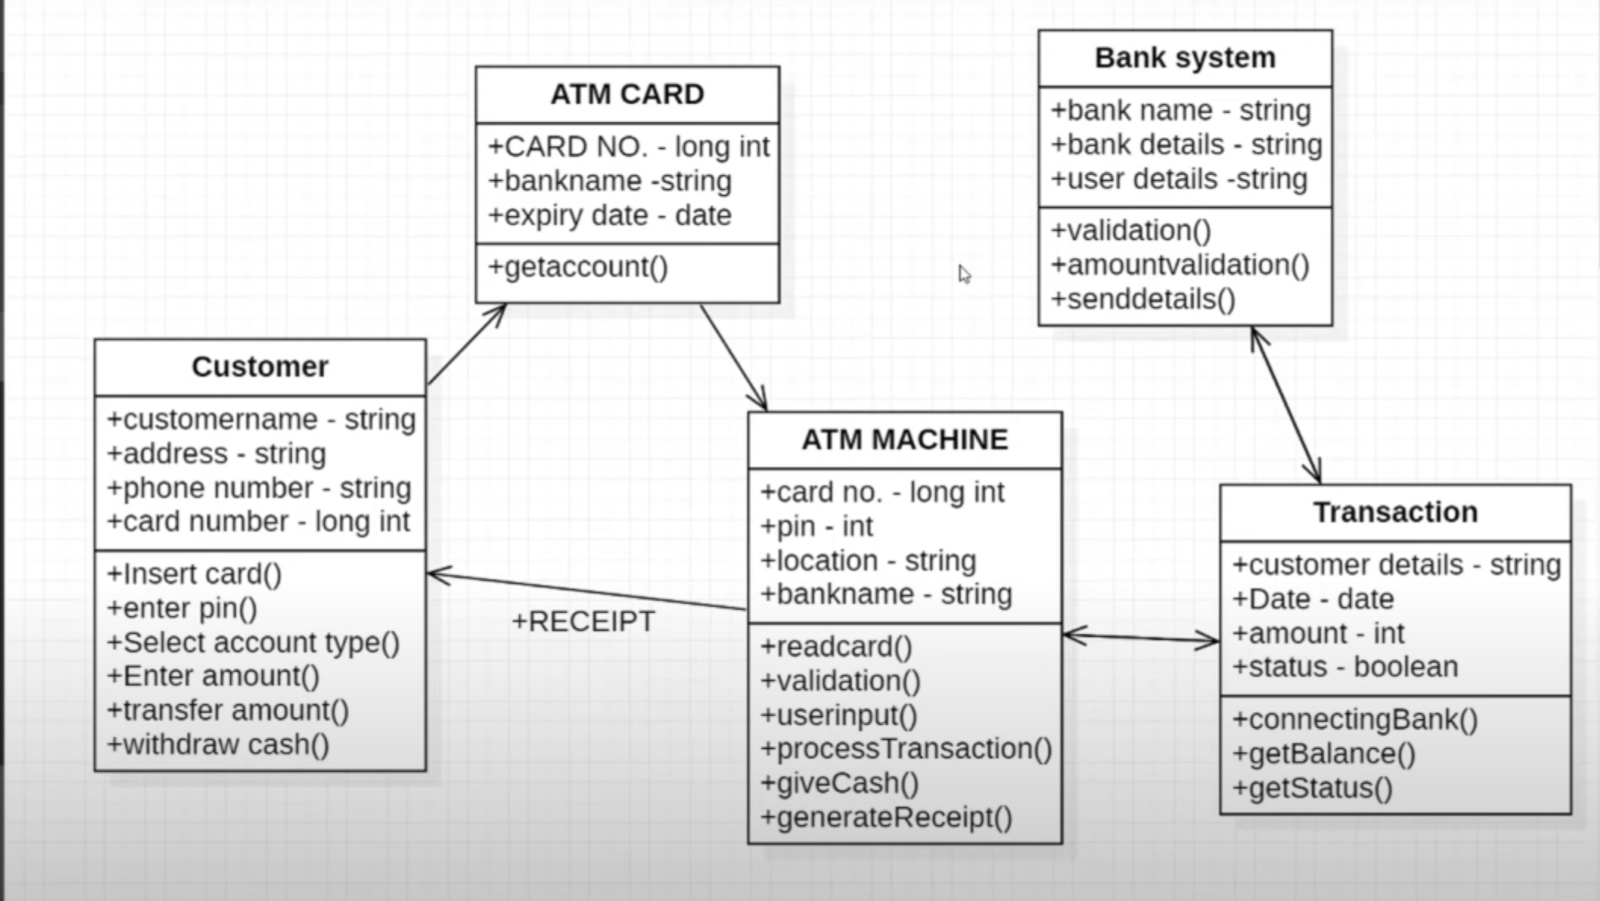 ATM CARD
+CARD NO. - long int
+bankname -string
+expiry date - date
+getaccount()
Bank system
+bank name - string
+bank details - string
+user details -string
+validation()
+amountvalidation()
+senddetails()
Customer
+customername - string
+address - string
+phone number - string
+card number - long int
+Insert card()
+enter pin()
+Select account type()
+Enter amount()
+transfer amount()
+withdraw cash()
+RECEIPT
ATM MACHINE
+card no. - long int
+pin - int
+location - string
+bankname - string
+readcard()
+validation()
+userinput()
+processTransaction()
+giveCash()
+generateReceipt()
Transaction
+customer details - string
+Date - date
+amount - int
+status - boolean
+connectingBank()
+getBalance()
+getStatus()